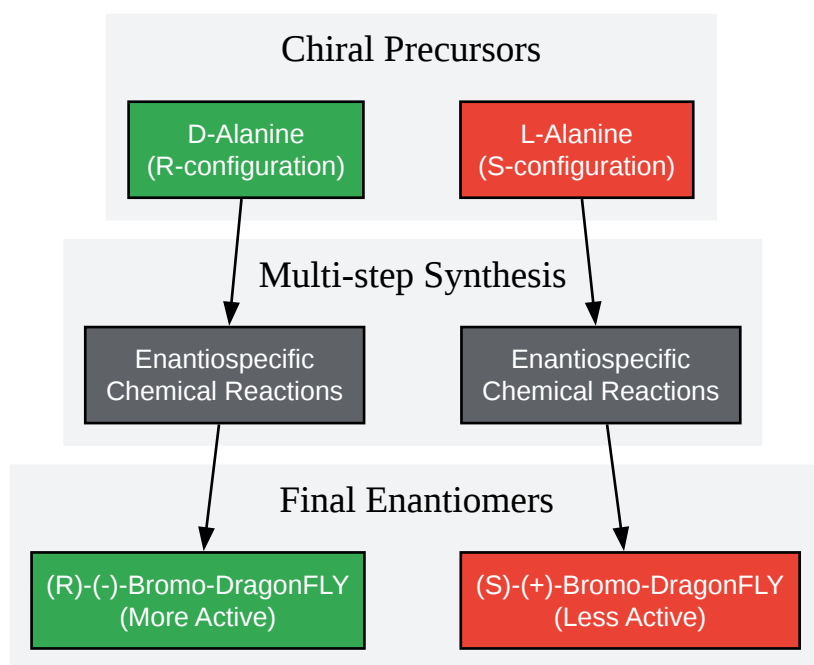 Chiral Precursors
D-Alanine
(R-configuration)
L-Alanine
(S-configuration)
Multi-step Synthesis
Enantiospecific
Chemical Reactions
Enantiospecific
Chemical Reactions
Final Enantiomers
(R)-(-)-Bromo-DragonFLY
(More Active)
(S)-(+)-Bromo-DragonFLY
(Less Active)